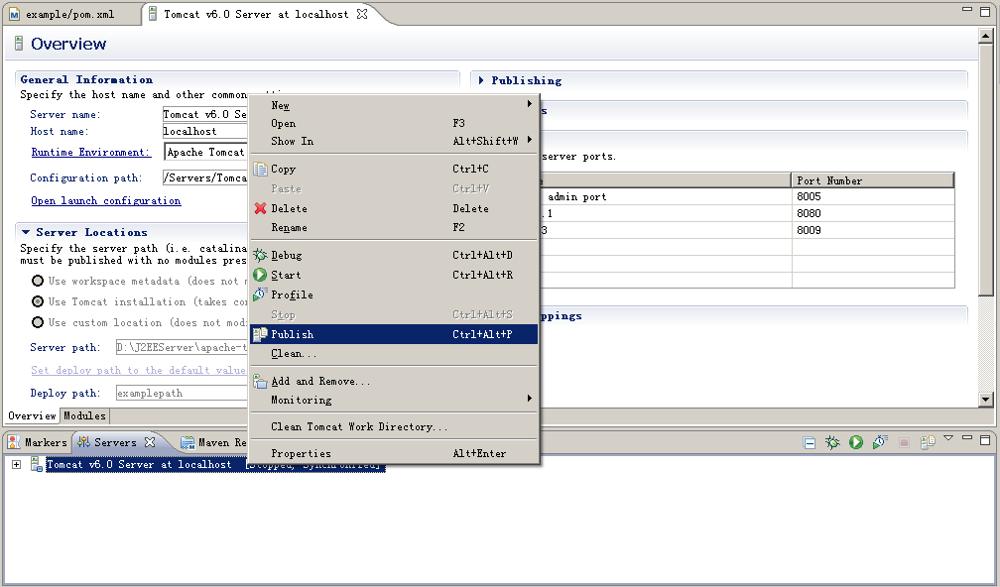 example/pom.xml
Tomcat v6.0 Server at localhost
Overview
General Information
Specify the host name and other common
Server name:
Tomcat v6.0 Se
Host name:
localhost
Runtime Environment:
Apache Tomcat
Configuration path:
/Servers/Tomca
Open launch configuration
Server Locations
Specify the server path (i.e. catalina
must be published with no modules pres
Use workspace metadata (does not m
Use Tomcat installation (takes con
Use custom location (does not modi
Server path:
D:\J2EEServer\apache-t
Set deploy path to the default value
Deploy path:
examplepath
Overview
Modules
Publishing
s
server ports.
e
Port Number
admin port
8005
.1
8080
3
8009
ppings
New
Open F3
Show In Alt+Shift+W
Copy Ctrl+C
Paste Ctrl+V
Delete Delete
Rename F2
Debug Ctrl+Alt+D
Start Ctrl+Alt+R
Profile
Stop Ctrl+Alt+S
Publish Ctrl+Alt+P
Clean...
Add and Remove...
Monitoring
Clean Tomcat Work Directory...
Properties Alt+Enter
Markers
Servers
Maven Re
Tomcat v6.0 Server at localhost [Stopped, Synchronized]